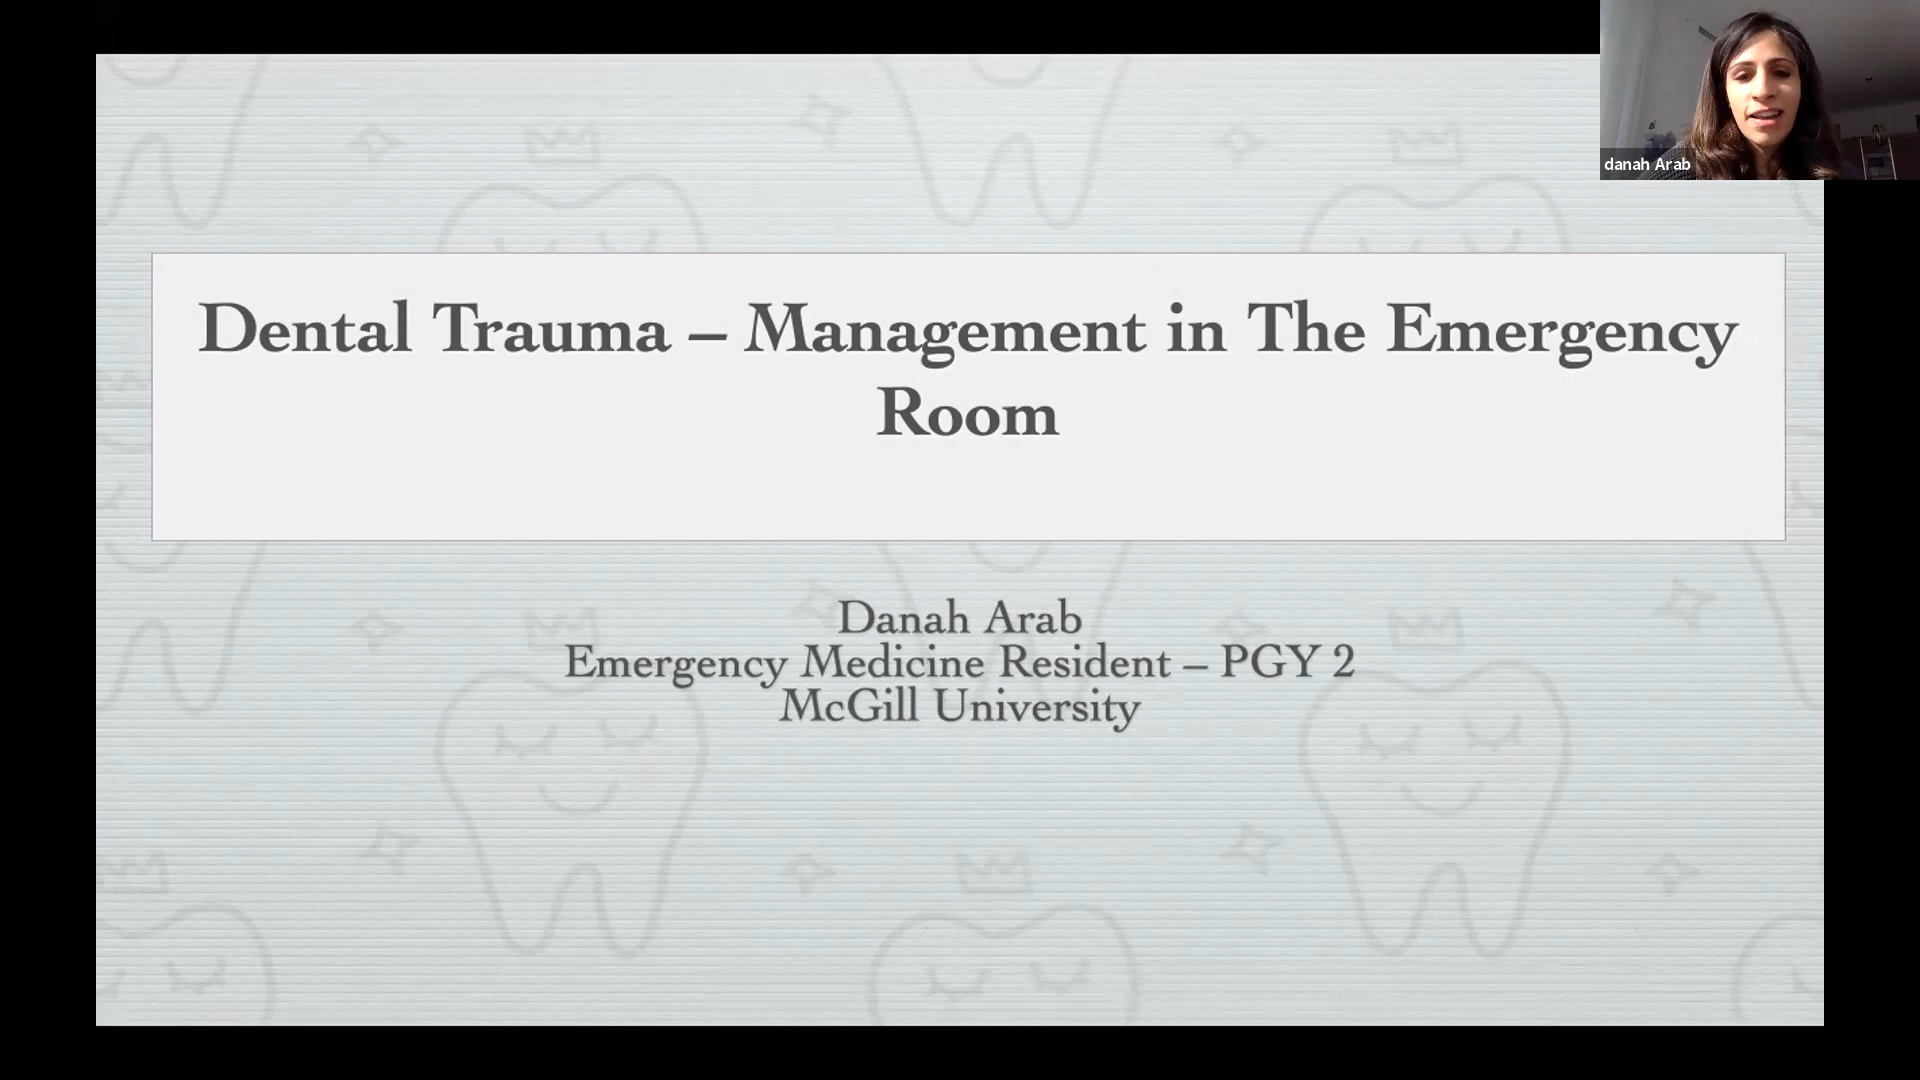 danah Arab
Dental Trauma – Management in The Emergency
Room
Danah Arab
Emergency Medicine Resident – PGY 2
McGill University